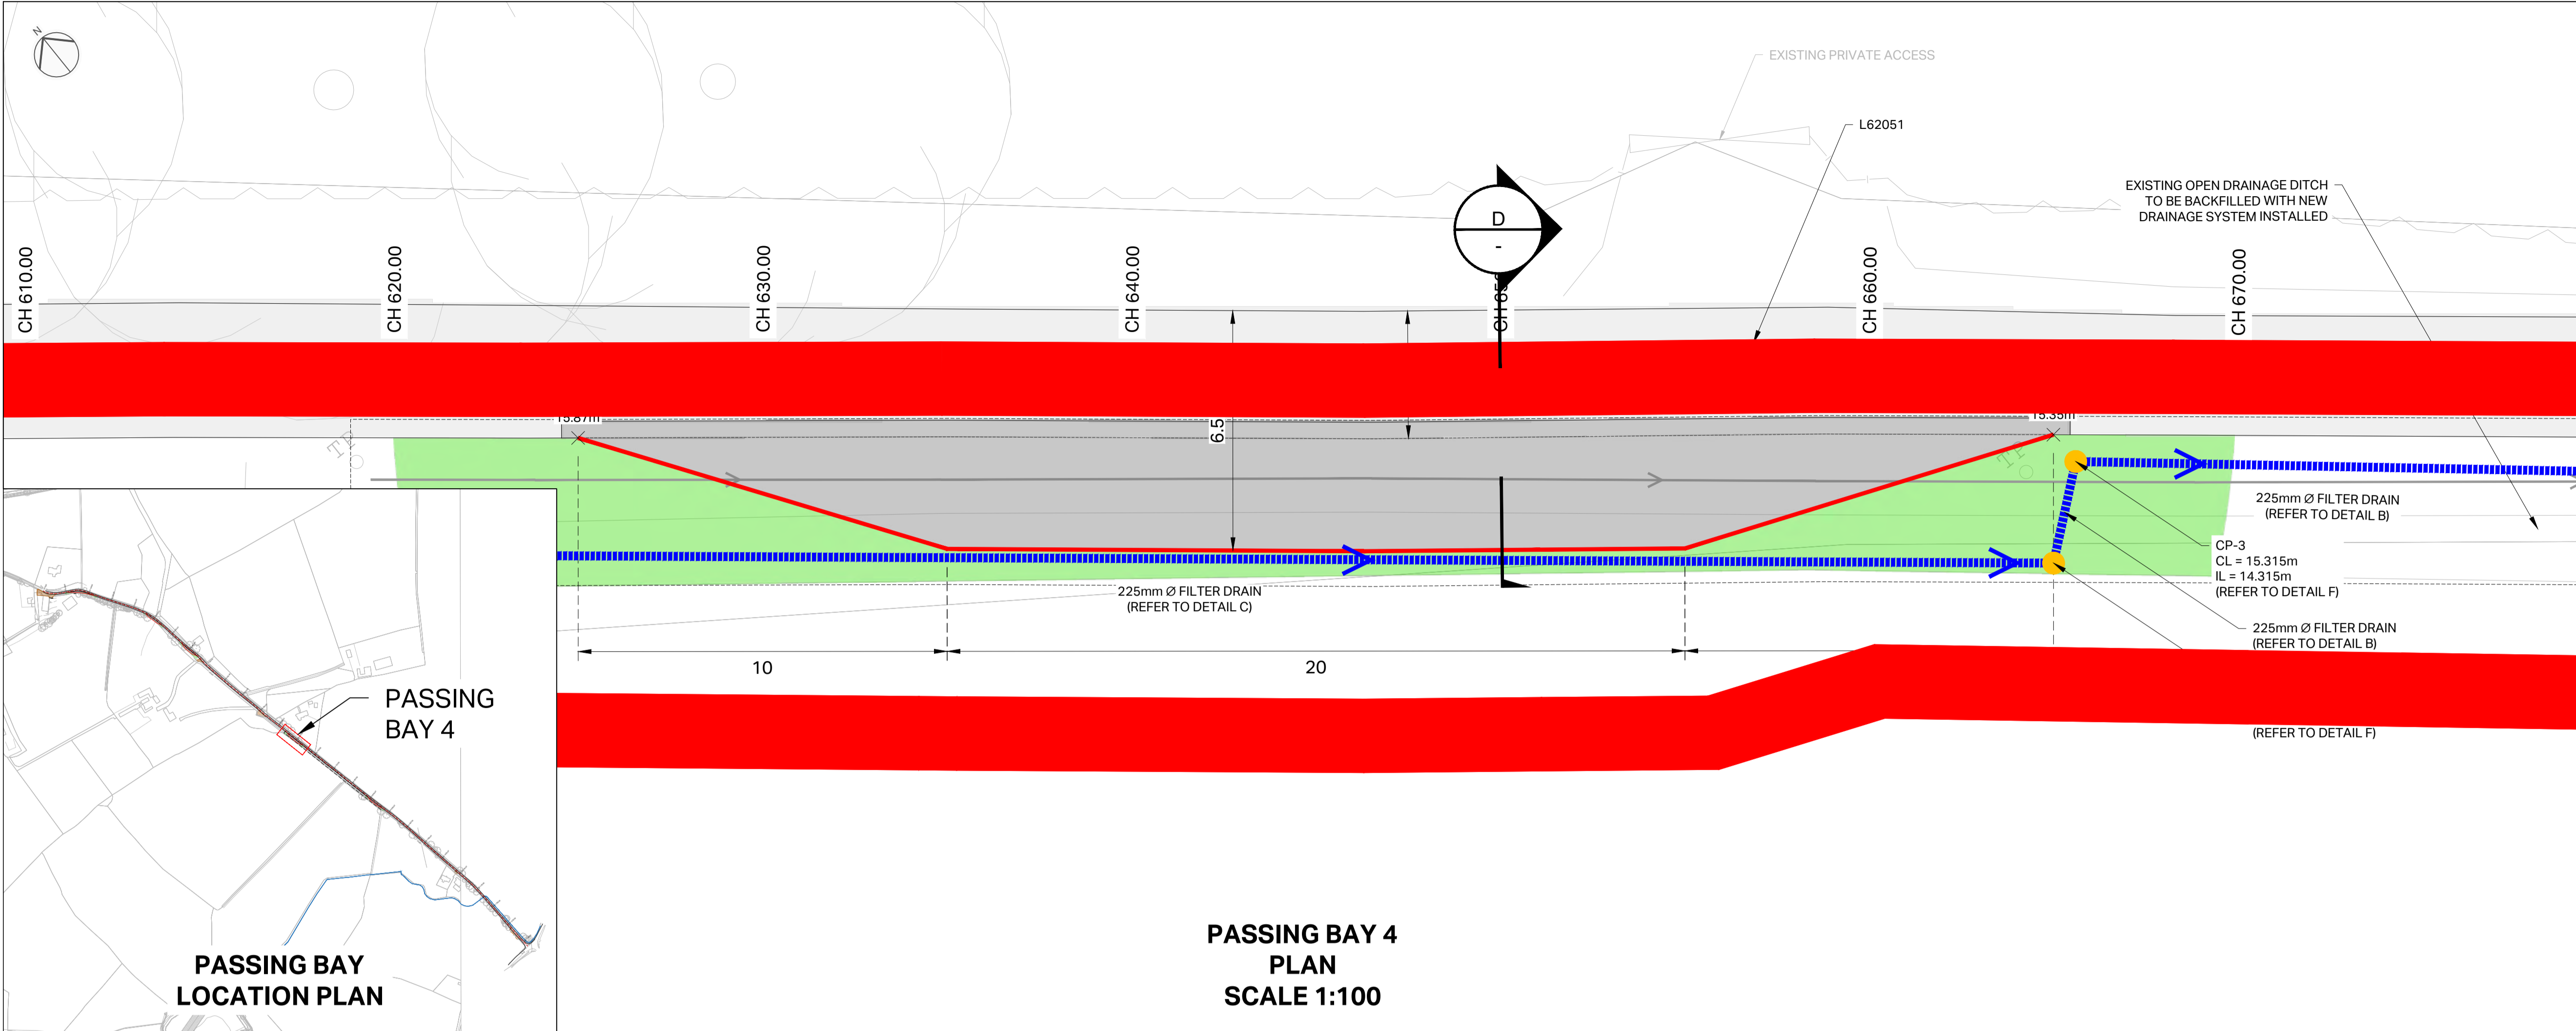 N
EXISTING PRIVATE ACCESS
L62051
EXISTING OPEN DRAINAGE DITCH
TO BE BACKFILLED WITH NEW
DRAINAGE SYSTEM INSTALLED
D
-
CH 610.00
CH 620.00
CH 630.00
CH 640.00
CH 660.00
CH 670.00
15.87m
15.35m
6.5
TP
225mm Ø FILTER DRAIN
(REFER TO DETAIL B)
CP-3
CL = 15.315m
IL = 14.315m
(REFER TO DETAIL F)
225mm Ø FILTER DRAIN
(REFER TO DETAIL C)
225mm Ø FILTER DRAIN
(REFER TO DETAIL B)
10
20
(REFER TO DETAIL F)
PASSING
BAY 4
PASSING BAY
LOCATION PLAN
PASSING BAY 4
PLAN
SCALE 1:100